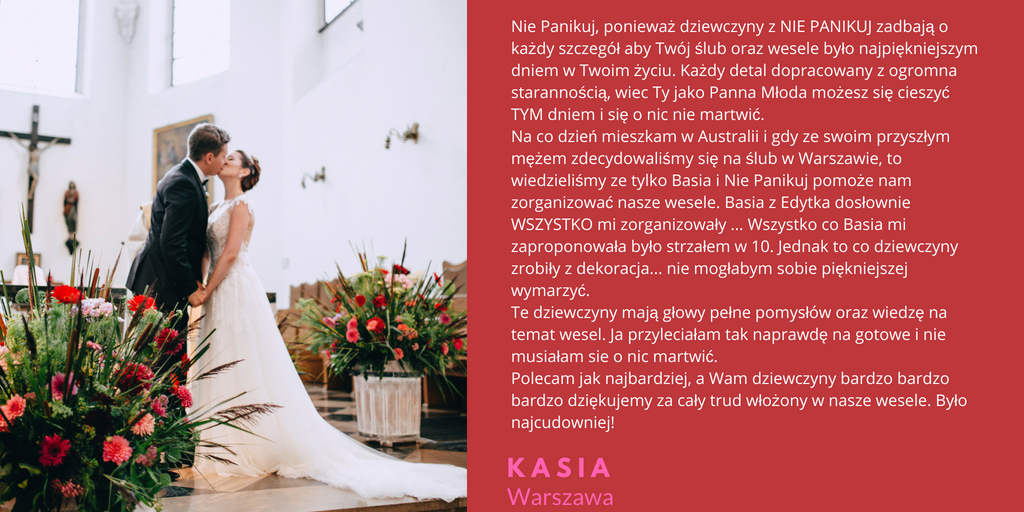 Nie Panikuj, ponieważ dziewczyny z NIE PANIKUJ zadbają o
każdy szczegół aby Twój ślub oraz wesele było najpiękniejszym
dniem w Twoim życiu. Każdy detal dopracowany z ogromna
starannością, wiec Ty jako Panna Młoda możesz się cieszyć
TYM dniem i się o nic nie martwić.
Na co dzień mieszkam w Australii i gdy ze swoim przyszłym
mężem zdecydowaliśmy się na ślub w Warszawie, to
wiedzieliśmy ze tylko Basia i Nie Panikuj pomoże nam
zorganizować nasze wesele. Basia z Edytka dosłownie
WSZYSTKO mi zorganizowały ... Wszystko co Basia mi
zaproponowała było strzałem w 10. Jednak to co dziewczyny
zrobiły z dekoracja... nie mogłabym sobie piękniejszej
wymarzyć.
Te dziewczyny mają głowy pełne pomysłów oraz wiedzę na
temat wesel. Ja przyleciałam tak naprawdę na gotowe i nie
musiałam sie o nic martwić.
Polecam jak najbardziej, a Wam dziewczyny bardzo bardzo
bardzo dziękujemy za cały trud włożony w nasze wesele. Było
najcudowniej!
KASIA
Warszawa